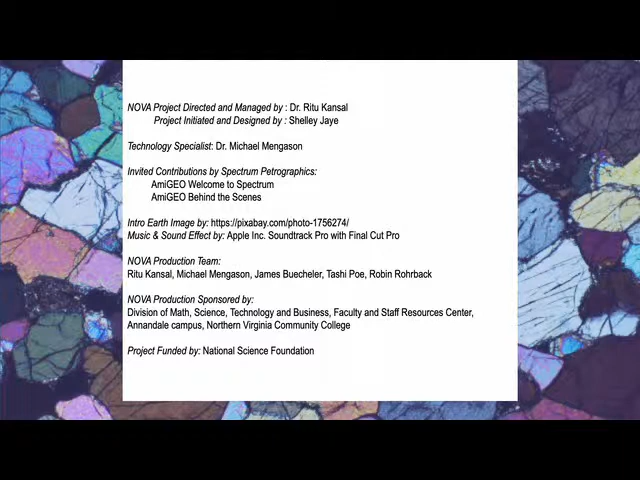 NOVA Project Directed and Managed by : Dr. Ritu Kansal
Project Initiated and Designed by : Shelley Jaye
Technology Specialist: Dr. Michael Mengason
Invited Contributions by Spectrum Petrographics:
AmiGEO Welcome to Spectrum
AmiGEO Behind the Scenes
Intro Earth Image by: https://pixabay.com/photo-1756274/
Music & Sound Effect by: Apple Inc. Soundtrack Pro with Final Cut Pro
NOVA Production Team:
Ritu Kansal, Michael Mengason, James Buecheler, Tashi Poe, Robin Rohrback
NOVA Production Sponsored by:
Division of Math, Science, Technology and Business, Faculty and Staff Resources Center,
Annandale campus, Northern Virginia Community College
Project Funded by: National Science Foundation